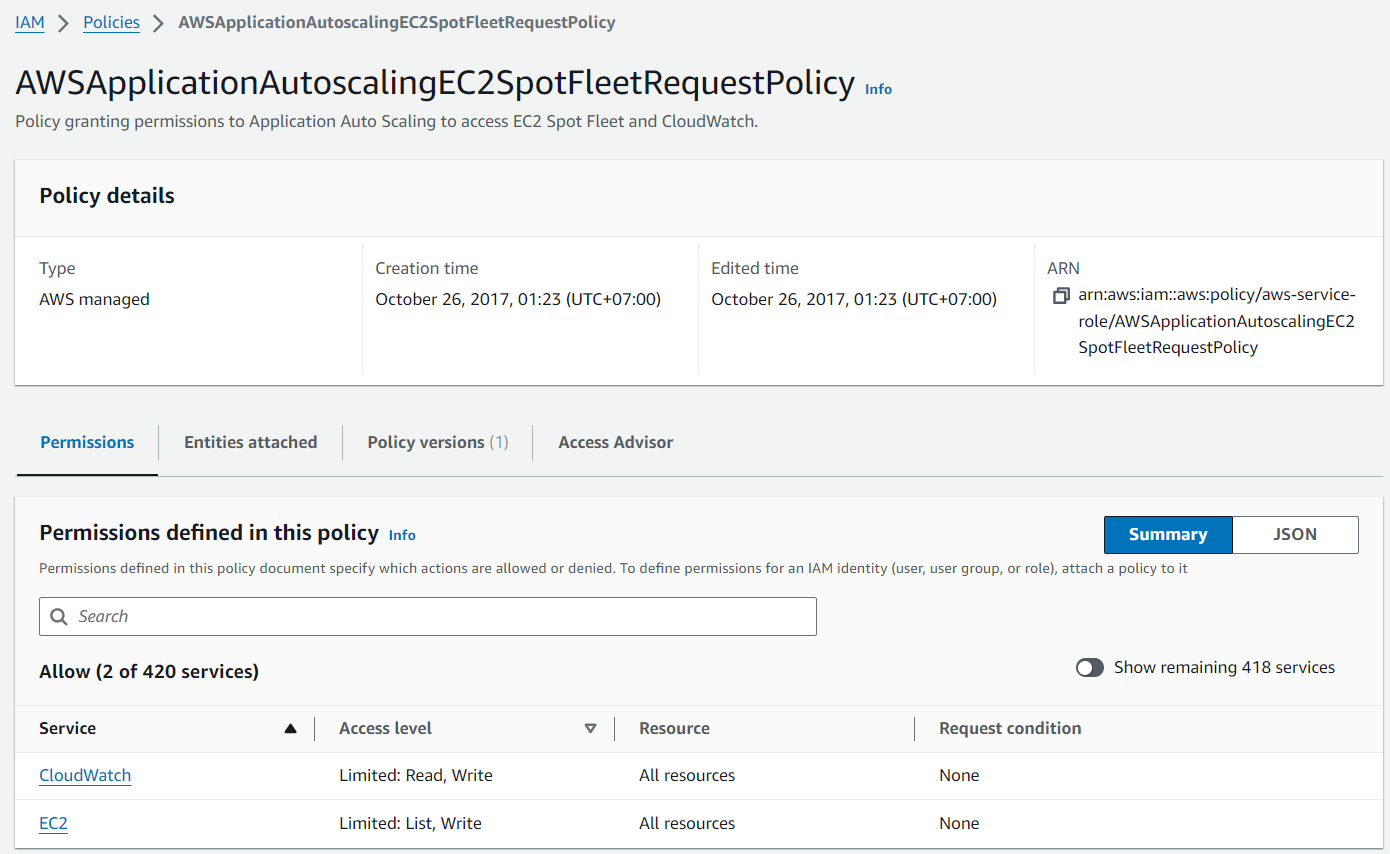 IAM > Policies > AWSApplicationAutoscalingEC2SpotFleetRequestPolicy
AWSApplicationAutoscalingEC2SpotFleetRequestPolicy Info
Policy granting permissions to Application Auto Scaling to access EC2 Spot Fleet and CloudWatch.
Policy details
Type
AWS managed
Creation time
October 26, 2017, 01:23 (UTC+07:00)
Edited time
October 26, 2017, 01:23 (UTC+07:00)
ARN
arn:aws:iam::aws:policy/aws-service-
role/AWSApplicationAutoscalingEC2
SpotFleetRequestPolicy
Permissions Entities attached Policy versions (1) Access Advisor
Permissions defined in this policy Info
Summary JSON
Permissions defined in this policy document specify which actions are allowed or denied. To define permissions for an IAM identity (user, user group, or role), attach a policy to it
Search
Allow (2 of 420 services)
Show remaining 418 services
Service Access level Resource Request condition
CloudWatch Limited: Read, Write All resources None
EC2 Limited: List, Write All resources None